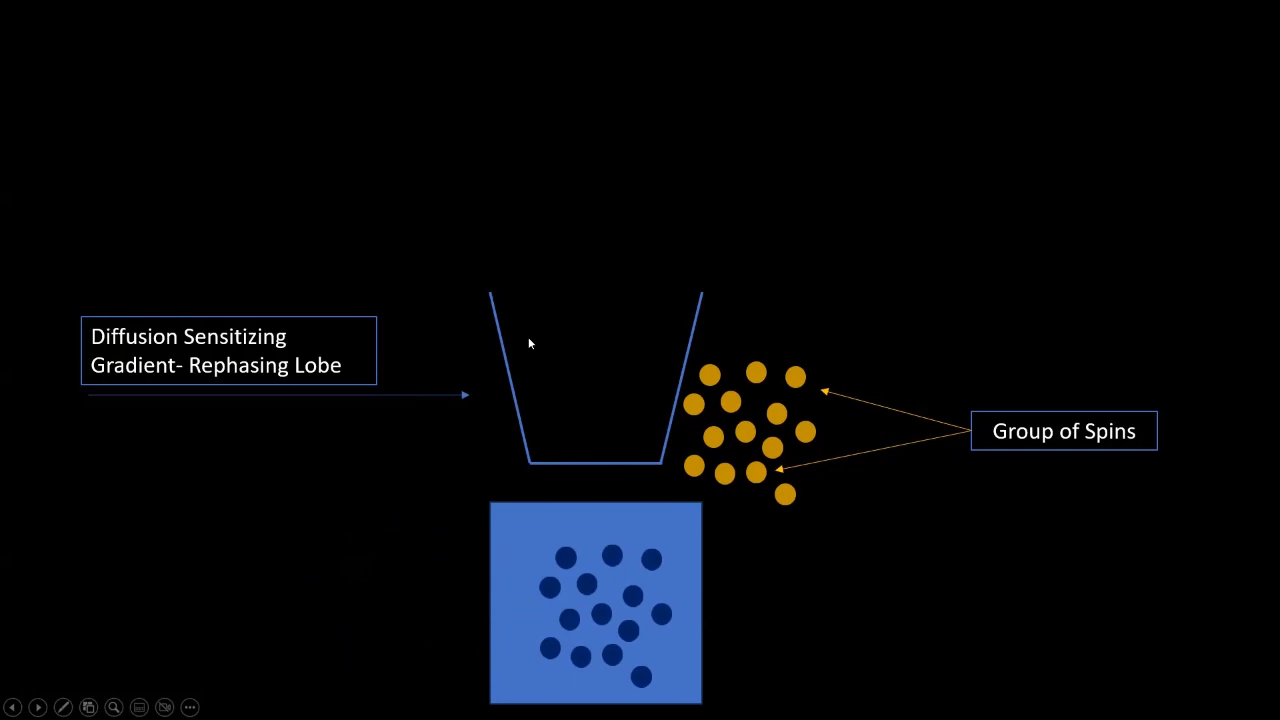 Diffusion Sensitizing
Gradient- Rephasing Lobe
Group of Spins